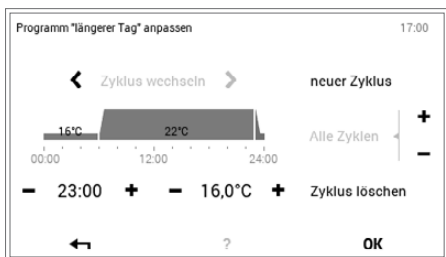 Programm "längerer Tag" anpassen 17:00
Zyklus wechseln neuer Zyklus
16°C 22°C
Alle Zyklen
00:00 12:00 24:00
− 23:00 + − 16,0°C + Zyklus löschen
? OK